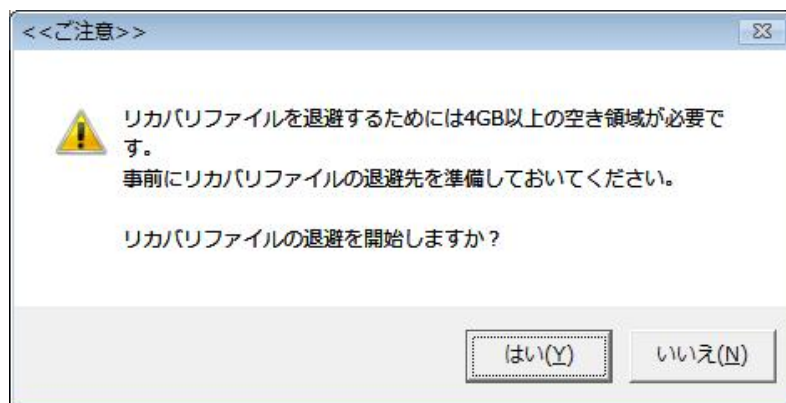 <<ご注意>>
リカバリファイルを退避するためには4GB以上の空き領域が必要で
す。
事前にリカバリファイルの退避先を準備しておいてください。
リカバリファイルの退避を開始しますか？
はい(Y)
いいえ(N)